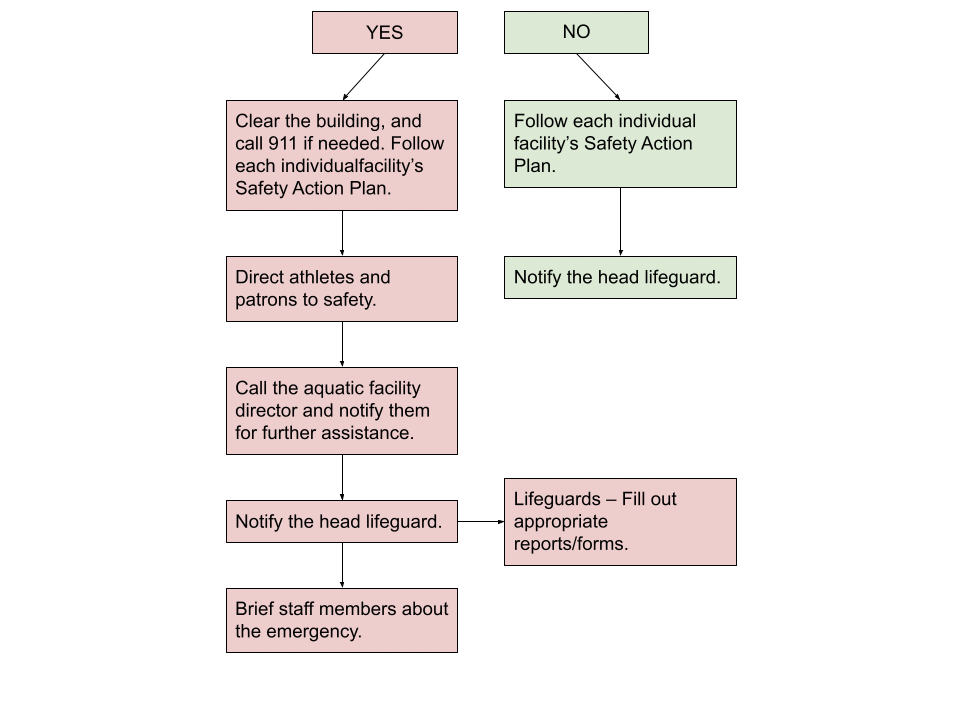 YES
NO
Clear the building, and
call 911 if needed. Follow
each individualfacility’s
Safety Action Plan.
Follow each individual
facility’s Safety Action
Plan.
Direct athletes and
patrons to safety.
Notify the head lifeguard.
Call the aquatic facility
director and notify them
for further assistance.
Notify the head lifeguard.
Lifeguards – Fill out
appropriate
reports/forms.
Brief staff members about
the emergency.